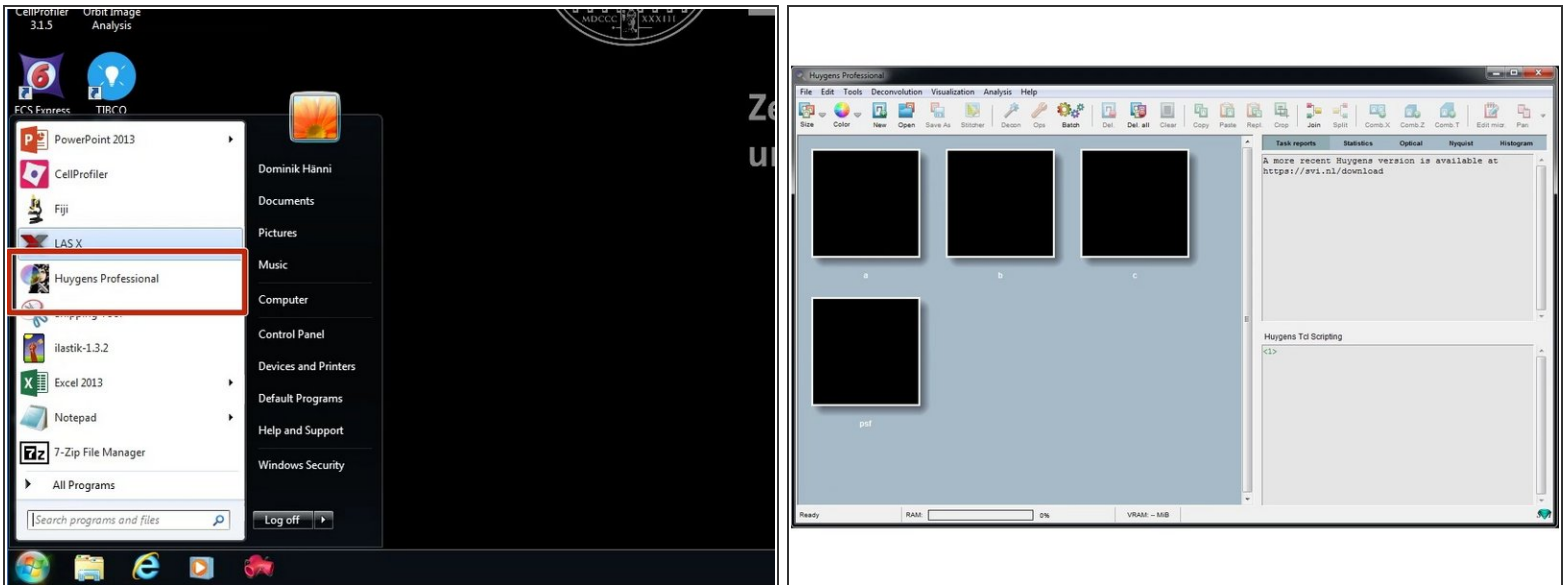 CellProfiler 3.1.5
Orbit Image Analysis
MDCCC XXXIII
FCS Express
TIBCO
PowerPoint 2013
CellProfiler
Fiji
LAS X
Huygens Professional
ilastik-1.3.2
Excel 2013
Notepad
7-Zip File Manager
All Programs
Search programs and files
Dominik Hänni
Documents
Pictures
Music
Computer
Control Panel
Devices and Printers
Default Programs
Help and Support
Windows Security
Log off
Huygens Professional
File Edit Tools Deconvolution Visualization Analysis Help
Size Color New Open Save As Stitcher Decon Ops Batch Del. Del. all Clear Copy Paste Repl. Crop Join Split Comb.X Comb.Z Comb.T Edit micr. Par.
Task reports Statistics Optical Nyquist Histogram
A more recent Huygens version is available at
https://svi.nl/download
a
b
c
psf
Huygens Tcl Scripting
<1>
Ready RAM: 0% VRAM: -- MiB